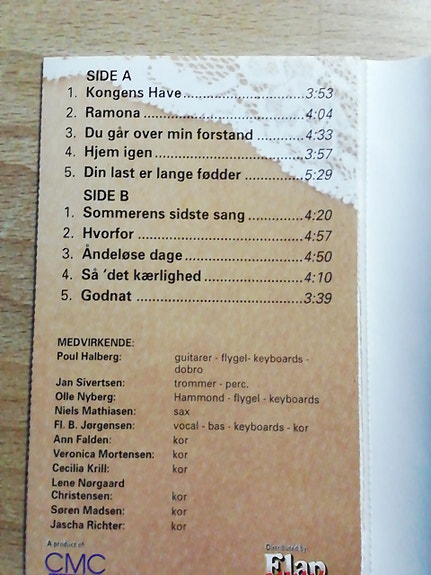 SIDE A
1. Kongens Have..............................3:53
2. Ramona......................................4:04
3. Du går over min forstand ............4:33
4. Hjem igen...................................3:57
5. Din last er lange fødder ...............5:29
SIDE B
1. Sommerens sidste sang .............4:20
2. Hvorfor .......................................4:57
3. Åndeløse dage............................4:50
4. Så 'det kærlighed.......................4:10
5. Godnat .......................................3:39
MEDVIRKENDE:
Poul Halberg: guitarer - flygel- keyboards -
dobro
Jan Sivertsen: trommer - perc.
Olle Nyberg: Hammond - flygel - keyboards
Niels Mathiasen: sax
Fl. B. Jørgensen: vocal - bas - keyboards - kor
Ann Falden: kor
Veronica Mortensen: kor
Cecilia Krill: kor
Lene Nørgaard
Christensen: kor
Søren Madsen: kor
Jascha Richter: kor
A product of Distributed by
CMC Elap